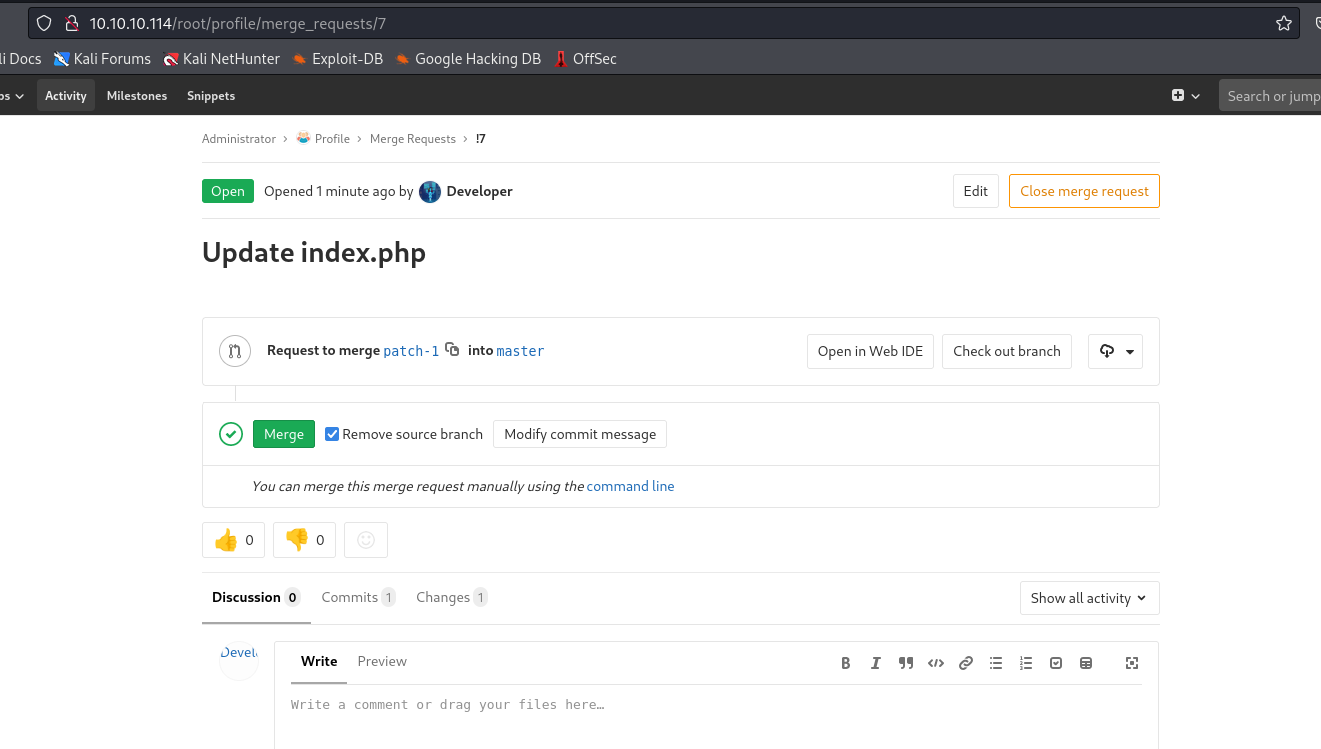 10.10.10.114/root/profile/merge_requests/7
li Docs Kali Forums Kali NetHunter Exploit-DB Google Hacking DB OffSec
ps Activity Milestones Snippets Search or jump
Administrator › Profile › Merge Requests › !7
Open Opened 1 minute ago by Developer Edit Close merge request
Update index.php
Request to merge patch-1 into master Open in Web IDE Check out branch
Merge Remove source branch Modify commit message
You can merge this merge request manually using the command line
0 0
Discussion 0 Commits 1 Changes 1 Show all activity
Devel
Write Preview
Write a comment or drag your files here…